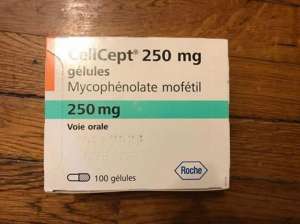 CellCept® 250 mg
gélules
Mycophénolate mofétil
250 mg
Voie orale
100 gélules
Roche